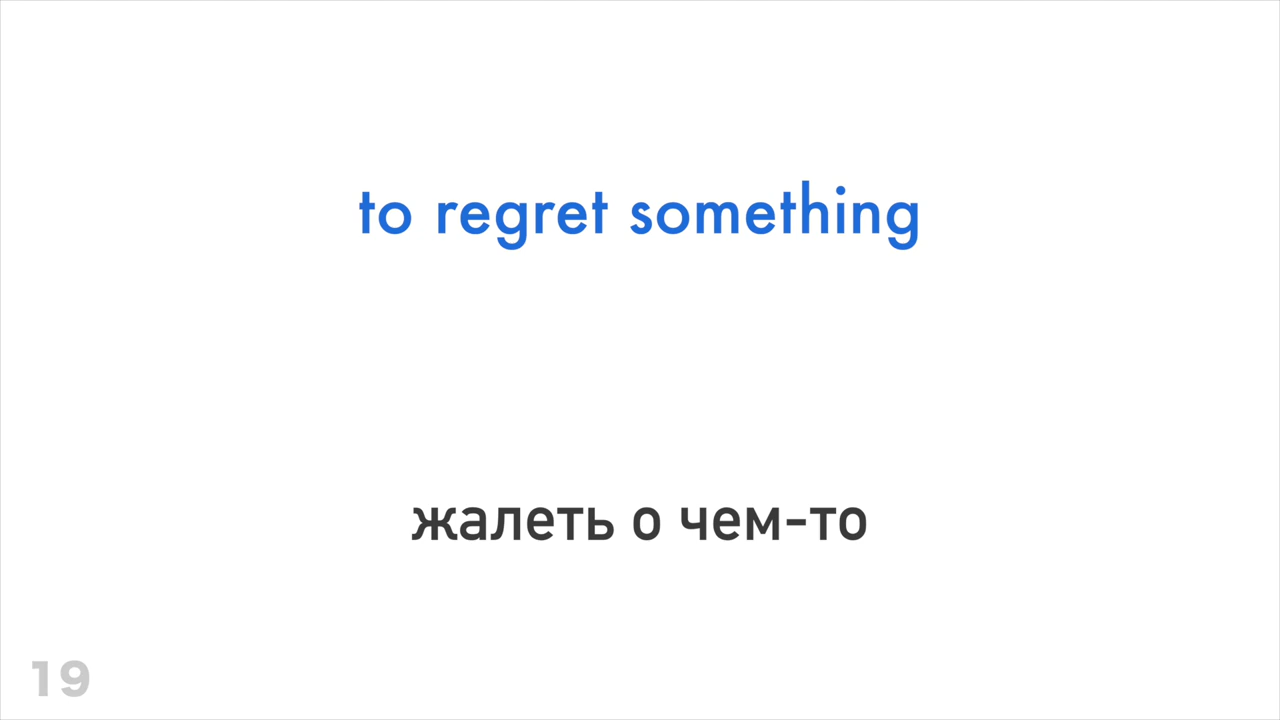 to regret something
жалеть о чем-то
19